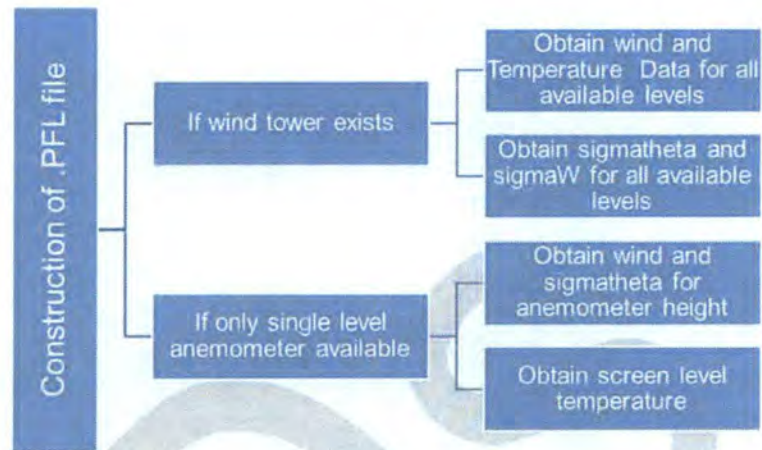 Construction of .PFL file
If wind tower exists
Obtain wind and
Temperature Data for all
available levels
Obtain sigmatheta and
sigmaW for all available
levels
If only single level
anemometer available
Obtain wind and
sigmatheta for
anemometer height
Obtain screen level
temperature